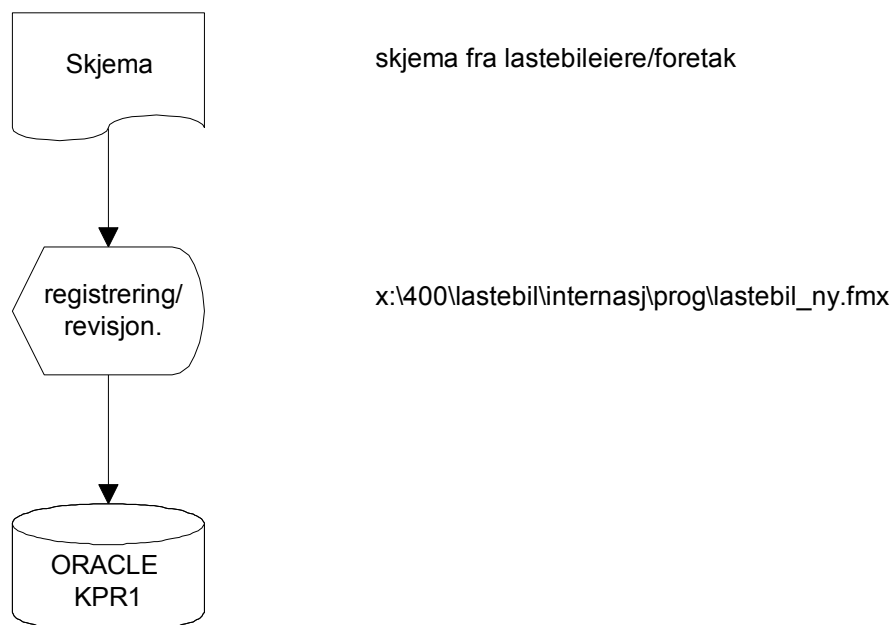 Skjema
skjema fra lastebileiere/foretak
registrering/
revisjon.
x:\400\lastebil\internasj\prog\lastebil_ny.fmx
ORACLE
KPR1